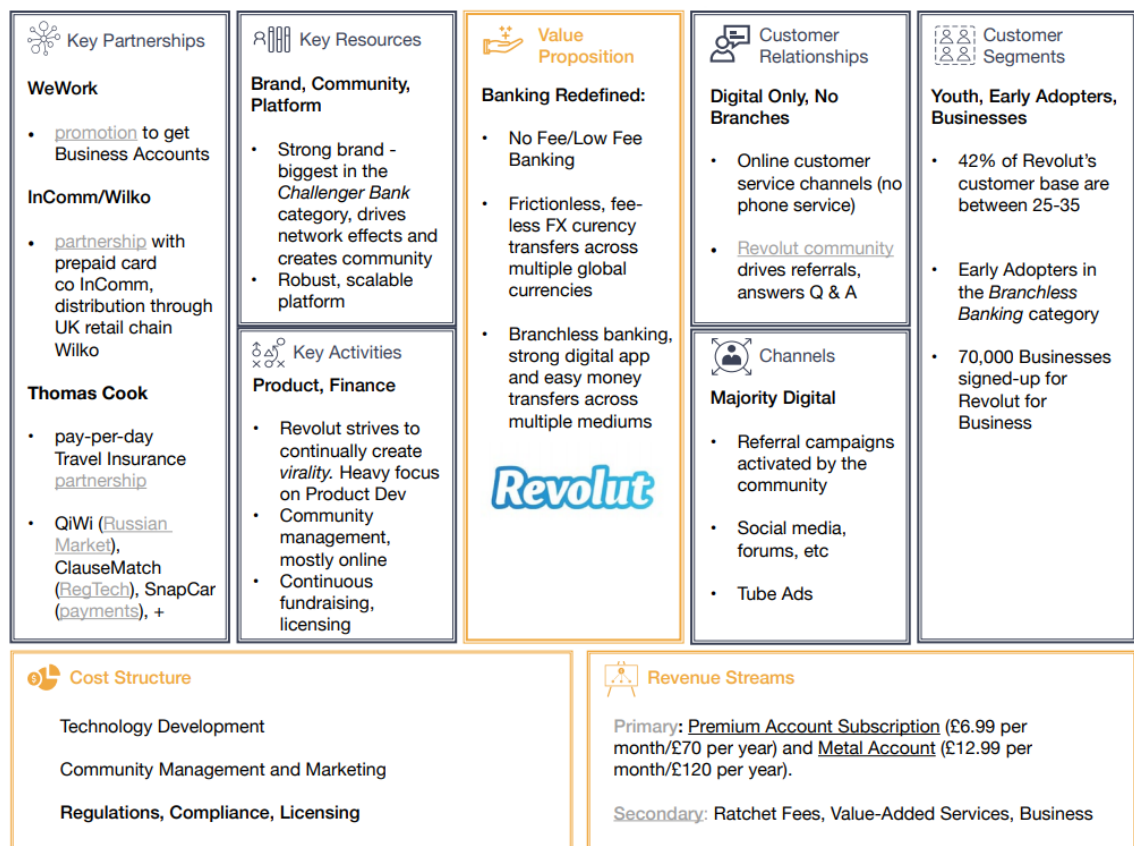 Key Partnerships
WeWork
• promotion to get
Business Accounts
InComm/Wilko
• partnership with
prepaid card
co InComm,
distribution through
UK retail chain
Wilko
Thomas Cook
• pay-per-day
Travel Insurance
partnership
• QiWi (Russian
Market),
ClauseMatch
(RegTech), SnapCar
(payments), +
Key Resources
Brand, Community,
Platform
• Strong brand -
biggest in the
Challenger Bank
category, drives
network effects and
creates community
• Robust, scalable
platform
Key Activities
Product, Finance
• Revolut strives to
continually create
virality. Heavy focus
on Product Dev
• Community
management,
mostly online
• Continuous
fundraising,
licensing
Value
Proposition
Banking Redefined:
• No Fee/Low Fee
Banking
• Frictionless, fee-
less FX curency
transfers across
multiple global
currencies
• Branchless banking,
strong digital app
and easy money
transfers across
multiple mediums
Revolut
Customer
Relationships
Digital Only, No
Branches
• Online customer
service channels (no
phone service)
• Revolut community
drives referrals,
answers Q & A
Channels
Majority Digital
• Referral campaigns
activated by the
community
• Social media,
forums, etc
• Tube Ads
Customer
Segments
Youth, Early Adopters,
Businesses
• 42% of Revolut's
customer base are
between 25-35
• Early Adopters in
the Branchless
Banking category
• 70,000 Businesses
signed-up for
Revolut for
Business
Cost Structure
Technology Development
Community Management and Marketing
Regulations, Compliance, Licensing
Revenue Streams
Primary: Premium Account Subscription (£6.99 per
month/£70 per year) and Metal Account (£12.99 per
month/£120 per year).
Secondary: Ratchet Fees, Value-Added Services, Business